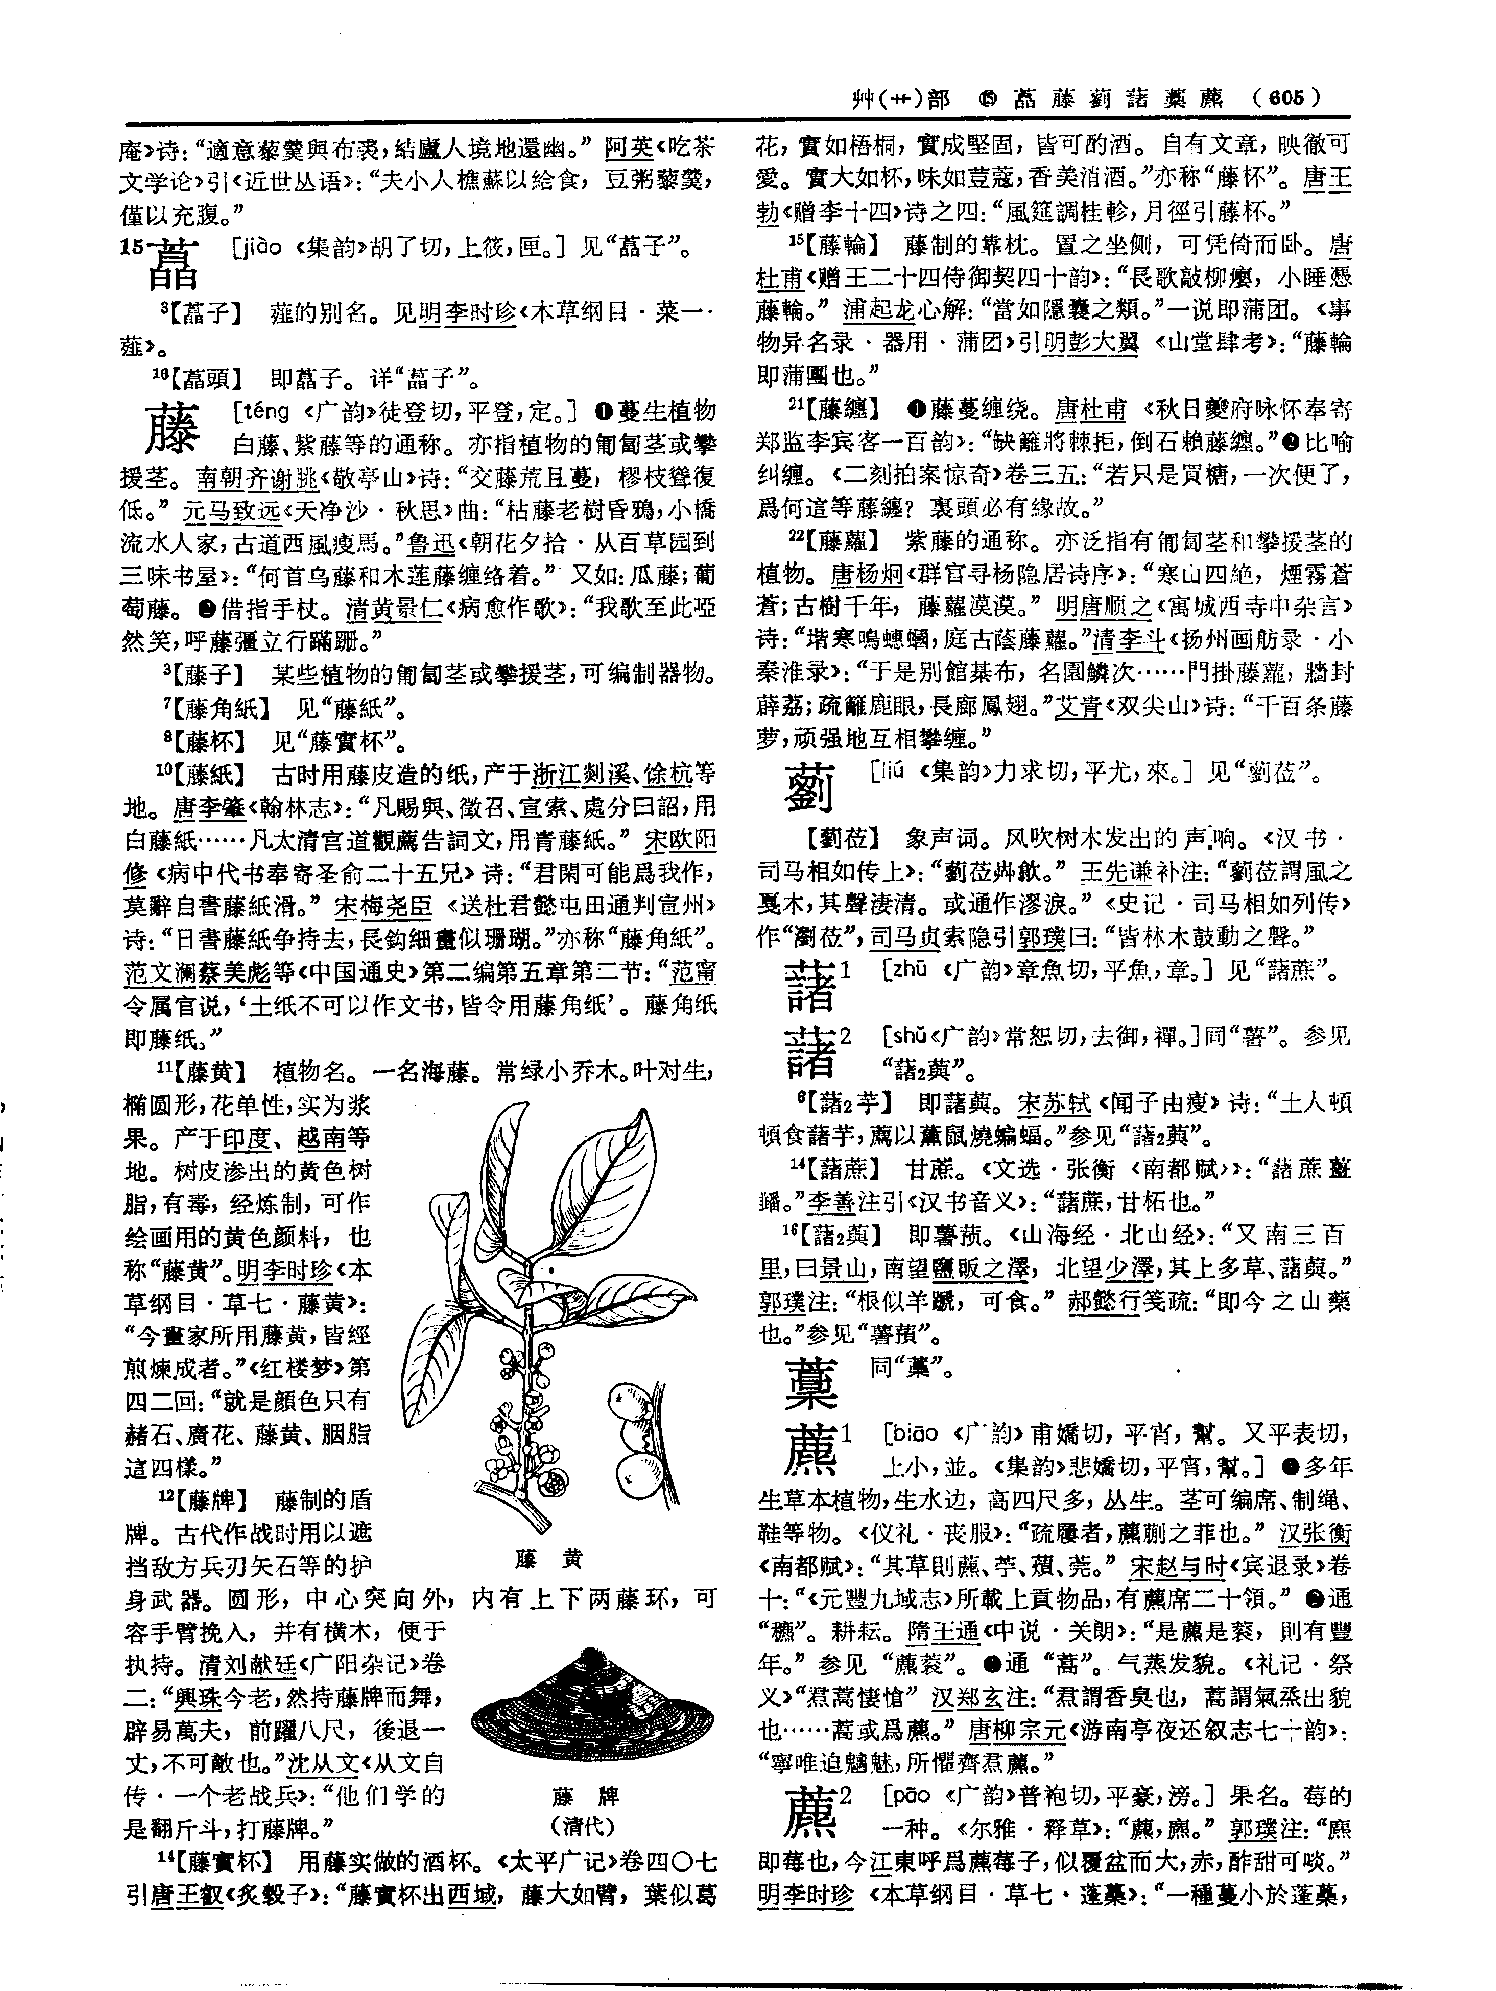 艸(艹)部 ⑮ 藠藤藰藷藳藨 (605)
庵》诗：“適意藜羹與布裘，結廬人境地還幽。” 阿英《吃茶
文学论》引《近世丛语》：“夫小人樵蘇以給食，豆粥藜羹，
僅以充腹。”
15藠 [jiào 《集韵》胡了切，上筱，匣。] 见“藠子”。
3【藠子】 薤的别名。见明李时珍《本草纲目·菜一·
薤》。
16【藠頭】 即藠子。详“藠子”。
藤 [téng 《广韵》徒登切，平登，定。] ❶蔓生植物
白藤、紫藤等的通称。亦指植物的匍匐茎或攀
援茎。南朝齐谢朓《敬亭山》诗：“交藤荒且蔓，樛枝聳復
低。” 元马致远《天净沙·秋思》曲：“枯藤老樹昏鴉，小橋
流水人家，古道西風瘦馬。”鲁迅《朝花夕拾·从百草园到
三味书屋》：“何首乌藤和木莲藤缠络着。” 又如：瓜藤；葡
萄藤。❷借指手杖。清黄景仁《病愈作歌》：“我歌至此啞
然笑，呼藤彊立行蹣跚。”
3【藤子】 某些植物的匍匐茎或攀援茎，可编制器物。
7【藤角紙】 见“藤紙”。
8【藤杯】 见“藤實杯”。
10【藤紙】 古时用藤皮造的纸，产于浙江剡溪、馀杭等
地。唐李肇《翰林志》：“凡賜與、徵召、宣索、處分曰詔，用
白藤紙……凡太清宫道觀薦告詞文，用青藤紙。” 宋欧阳
修《病中代书奉寄圣俞二十五兄》诗：“君閑可能爲我作，
莫辭自書藤紙滑。” 宋梅尧臣《送杜君懿屯田通判宣州》
诗：“日書藤紙争持去，長鈎細畫似珊瑚。”亦称“藤角紙”。
范文澜蔡美彪等《中国通史》第二编第五章第二节：“范甯
令属官说，‘土纸不可以作文书，皆令用藤角纸’。藤角纸
即藤纸。”
11【藤黄】 植物名。一名海藤。常绿小乔木。叶对生，
椭圆形，花单性，实为浆
果。产于印度、越南等
地。树皮渗出的黄色树
脂，有毒，经炼制，可作
绘画用的黄色颜料，也
称“藤黄”。明李时珍《本
草纲目·草七·藤黄》：
“今畫家所用藤黄，皆經
煎煉成者。”《红楼梦》第
四二回：“就是顔色只有
赭石、廣花、藤黄、胭脂
這四樣。”
藤黄
12【藤牌】 藤制的盾
牌。古代作战时用以遮
挡敌方兵刃矢石等的护
身武器。圆形，中心突向外，内有上下两藤环，可
容手臂挽入，并有横木，便于
执持。清刘献廷《广阳杂记》卷
二：“興珠今老，然持藤牌而舞，
辟易萬夫，前躍八尺，後退一
丈，不可敵也。”沈从文《从文自
传·一个老战兵》：“他们学的
是翻斤斗，打藤牌。”
藤牌
（清代）
14【藤實杯】 用藤实做的酒杯。《太平广记》卷四〇七
引唐王叡《炙轂子》：“藤實杯出西域，藤大如臂，葉似葛
花，實如梧桐，實成堅固，皆可酌酒。自有文章，映徹可
愛。實大如杯，味如荳蔻，香美消酒。”亦称“藤杯”。唐王
勃《赠李十四》诗之四：“風筵調桂軫，月徑引藤杯。”
15【藤輪】 藤制的靠枕。置之坐侧，可凭倚而卧。唐
杜甫《赠王二十四侍御契四十韵》：“長歌敲柳癭，小睡憑
藤輪。” 浦起龙心解：“當如隱囊之類。”一说即蒲团。《事
物异名录·器用·蒲团》引明彭大翼《山堂肆考》：“藤輪
即蒲團也。”
21【藤纏】 ❶藤蔓缠绕。唐杜甫《秋日夔府咏怀奉寄
郑监李宾客一百韵》：“缺籬將棘拒，倒石賴藤纏。”❷比喻
纠缠。《二刻拍案惊奇》卷三五：“若只是買糖，一次便了，
爲何這等藤纏？裏頭必有緣故。”
22【藤蘿】 紫藤的通称。亦泛指有匍匐茎和攀援茎的
植物。唐杨炯《群官寻杨隐居诗序》：“寒山四絶，煙霧蒼
蒼；古樹千年，藤蘿漠漠。” 明唐顺之《寓城西寺中杂言》
诗：“堦寒鳴蟪蟈，庭古蔭藤蘿。”清李斗《扬州画舫录·小
秦淮录》：“于是别館棊布，名園鱗次……門掛藤蘿，牆封
薜荔；疏籬鹿眼，長廊鳳翅。”艾青《双尖山》诗：“千百条藤
萝，顽强地互相攀缠。”
藰 [liú 《集韵》力求切，平尤，來。] 见“藰莅”。
【藰莅】 象声词。风吹树木发出的声响。《汉书·
司马相如传上》：“藰莅芔歙。” 王先谦补注：“藰莅謂風之
戛木，其聲淒清。或通作漻淚。”《史记·司马相如列传》
作“瀏莅”，司马贞索隐引郭璞曰：“皆林木鼓動之聲。”
藷1 [zhū 《广韵》章魚切，平魚，章。] 见“藷蔗”。
藷2 [shǔ《广韵》常恕切，去御，禪。]同“薯”。参见
“藷2藇”。
6【藷2芋】 即藷藇。宋苏轼《闻子由瘦》诗：“土人頓
頓食藷芋，薦以薰鼠燒蝙蝠。”参见“藷2藇”。
14【藷蔗】 甘蔗。《文选·张衡〈南都赋〉》：“藷蔗薑
䪤。”李善注引《汉书音义》：“藷蔗，甘柘也。”
16【藷2藇】 即薯蓣。《山海经·北山经》：“又南三百
里，曰景山，南望鹽販之澤，北望少澤，其上多草、藷藇。”
郭璞注：“根似羊蹏，可食。” 郝懿行笺疏：“即今之山藥
也。”参见“薯蕷”。
藳 同“藁”。
藨1 [biāo 《广韵》甫嬌切，平宵，幫。又平表切，
上小，並。《集韵》悲嬌切，平宵，幫。] ❶多年
生草本植物，生水边，高四尺多，丛生。茎可编席、制绳、
鞋等物。《仪礼·丧服》：“疏屨者，藨蒯之菲也。” 汉张衡
《南都赋》：“其草則藨、苧、薠、莞。” 宋赵与时《宾退录》卷
十：“《元豐九域志》所載上貢物品，有藨席二十領。” ❷通
“穮”。耕耘。隋王通《中说·关朗》：“是藨是蔉，則有豐
年。” 参见“藨蔉”。❸通“蒿”。气蒸发貌。《礼记·祭
义》“焄蒿悽愴” 汉郑玄注：“焄謂香臭也，蒿謂氣烝出貌
也……蒿或爲藨。” 唐柳宗元《游南亭夜还叙志七十韵》：
“寧唯迫魑魅，所懼齊焄藨。”
藨2 [pāo 《广韵》普袍切，平豪，滂。] 果名。莓的
一种。《尔雅·释草》：“藨，麃。” 郭璞注：“麃
即莓也，今江東呼爲藨莓子，似覆盆而大，赤，酢甜可啖。”
明李时珍《本草纲目·草七·蓬蘽》：“一種蔓小於蓬蘽，